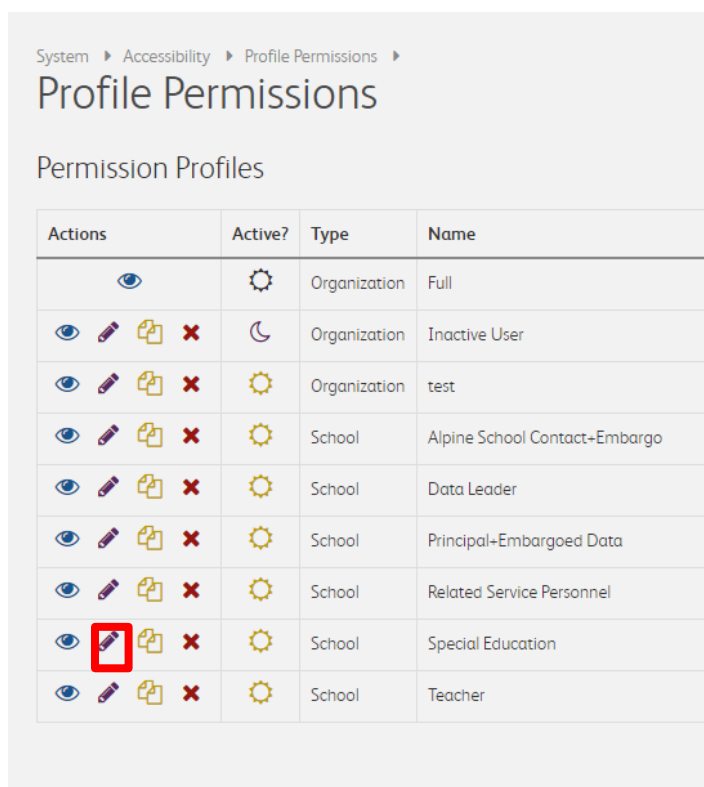 System Accessibility Profile Permissions
Profile Permissions
Permission Profiles
Actions Active? Type Name
Organization Full
Organization Inactive User
Organization test
School Alpine School Contact+Embargo
School Data Leader
School Principal+Embargoed Data
School Related Service Personnel
School Special Education
School Teacher